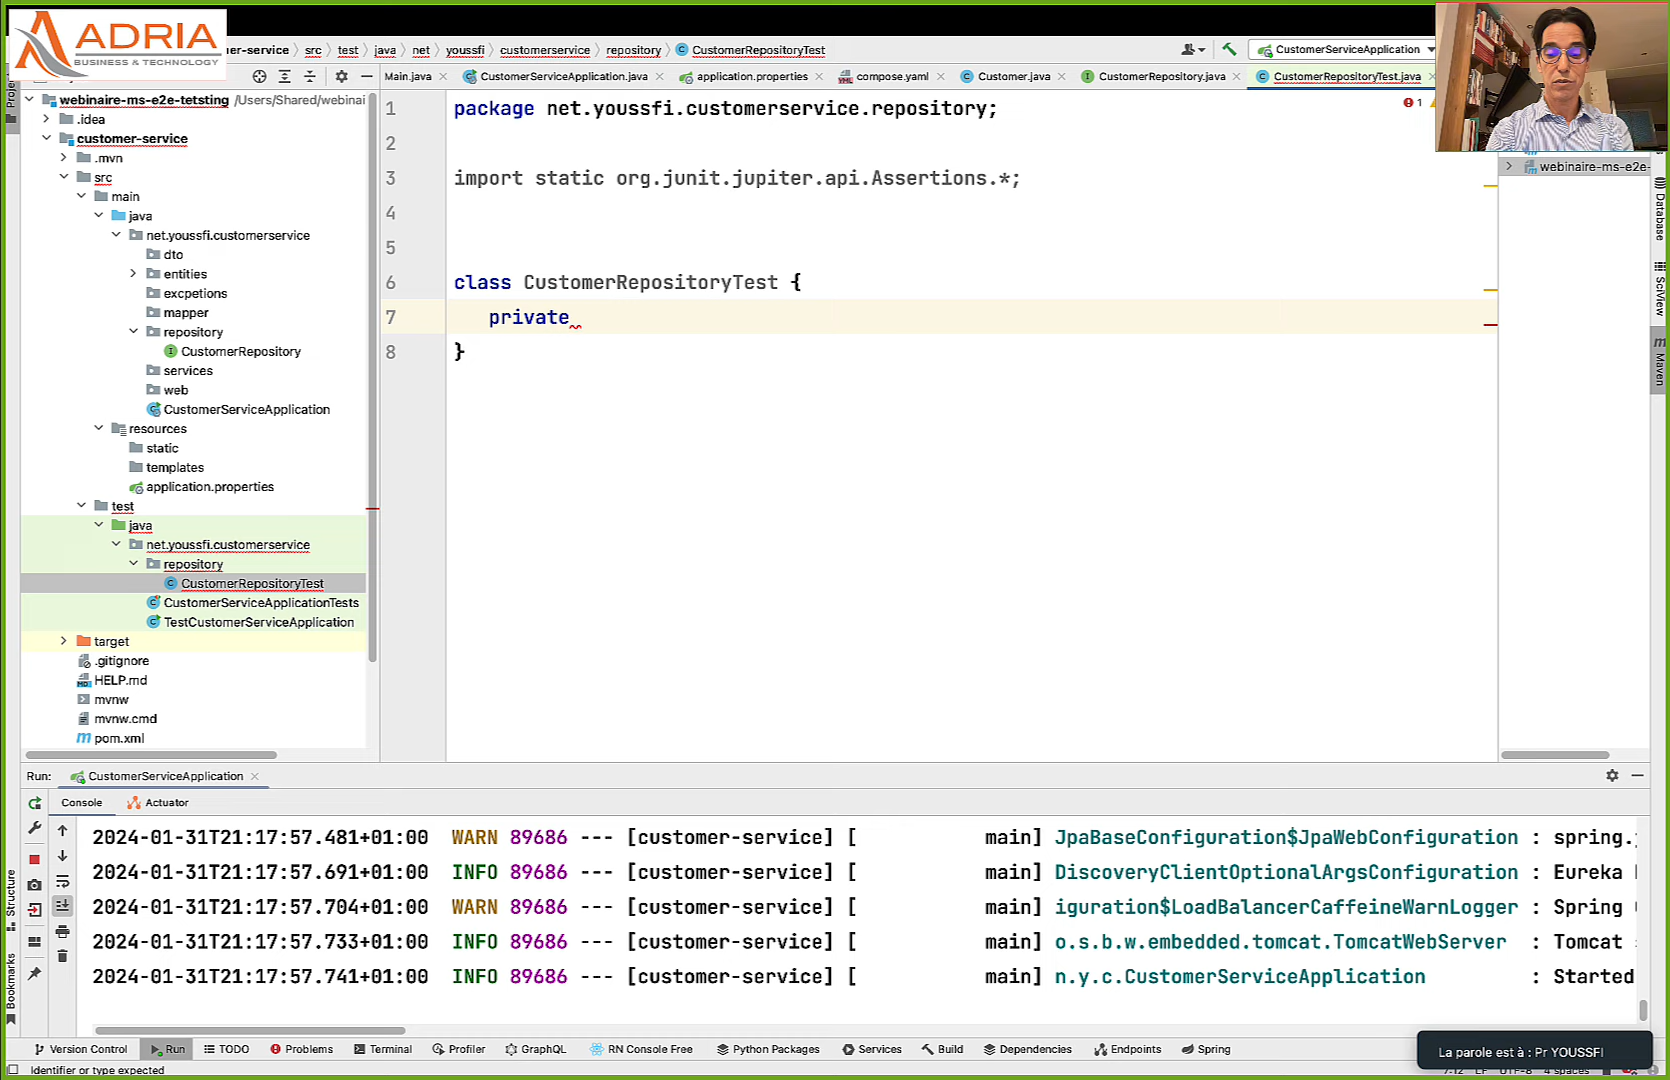 ADRIA
BUSINESS & TECHNOLOGY
er-service > src > test > java > net > youssfi > customerservice > repository > CustomerRepositoryTest
CustomerServiceApplication
Main.java
CustomerServiceApplication.java
application.properties
compose.yaml
Customer.java
CustomerRepository.java
CustomerRepositoryTest.java
webinaire-ms-e2e-tetsting /Users/Shared/webinai
.idea
customer-service
.mvn
src
main
java
net.youssfi.customerservice
dto
entities
excpetions
mapper
repository
CustomerRepository
services
web
CustomerServiceApplication
resources
static
templates
application.properties
test
java
net.youssfi.customerservice
repository
CustomerRepositoryTest
CustomerServiceApplicationTests
TestCustomerServiceApplication
target
.gitignore
HELP.md
mvnw
mvnw.cmd
pom.xml
1 package net.youssfi.customerservice.repository;
2
3 import static org.junit.jupiter.api.Assertions.*;
4
5
6 class CustomerRepositoryTest {
7 private
8 }
1
webinaire-ms-e2e-
Database
SciView
Maven
Run: CustomerServiceApplication
Console
Actuator
2024-01-31T21:17:57.481+01:00 WARN 89686 --- [customer-service] [ main] JpaBaseConfiguration$JpaWebConfiguration : spring.
2024-01-31T21:17:57.691+01:00 INFO 89686 --- [customer-service] [ main] DiscoveryClientOptionalArgsConfiguration : Eureka
2024-01-31T21:17:57.704+01:00 WARN 89686 --- [customer-service] [ main] iguration$LoadBalancerCaffeineWarnLogger : Spring
2024-01-31T21:17:57.733+01:00 INFO 89686 --- [customer-service] [ main] o.s.b.w.embedded.tomcat.TomcatWebServer : Tomcat
2024-01-31T21:17:57.741+01:00 INFO 89686 --- [customer-service] [ main] n.y.c.CustomerServiceApplication : Started
Structure
Bookmarks
Version Control
Run
TODO
Problems
Terminal
Profiler
GraphQL
RN Console Free
Python Packages
Services
Build
Dependencies
Endpoints
Spring
La parole est à : Pr YOUSSFI
Identifier or type expected